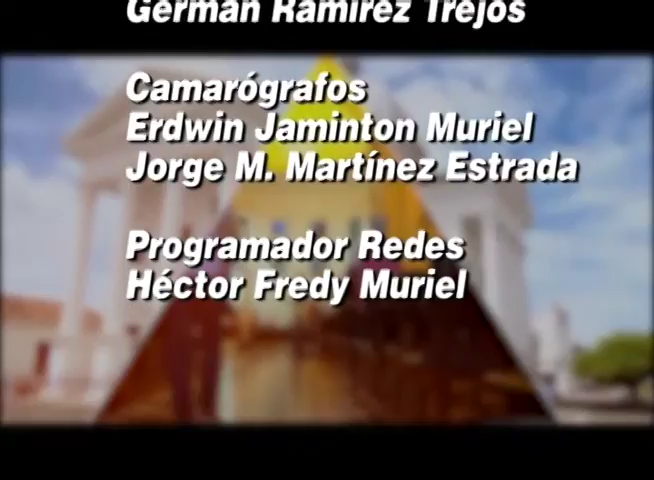 Germán Ramírez Trejos
Camarógrafos
Erdwin Jaminton Muriel
Jorge M. Martínez Estrada
Programador Redes
Héctor Fredy Muriel